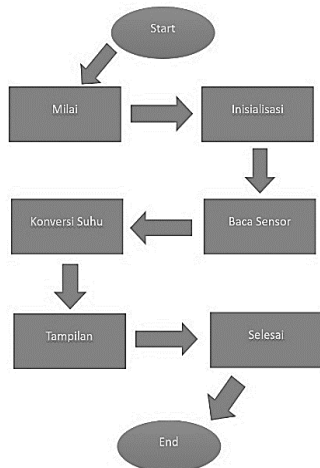 Start
Milai
Inisialisasi
Baca Sensor
Konversi Suhu
Tampilan
Selesai
End